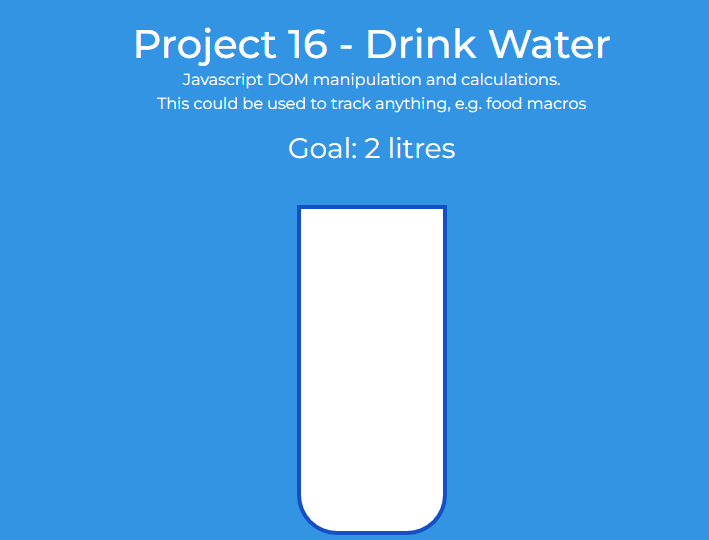 Project 16 - Drink Water
Javascript DOM manipulation and calculations.
This could be used to track anything, e.g. food macros
Goal: 2 litres